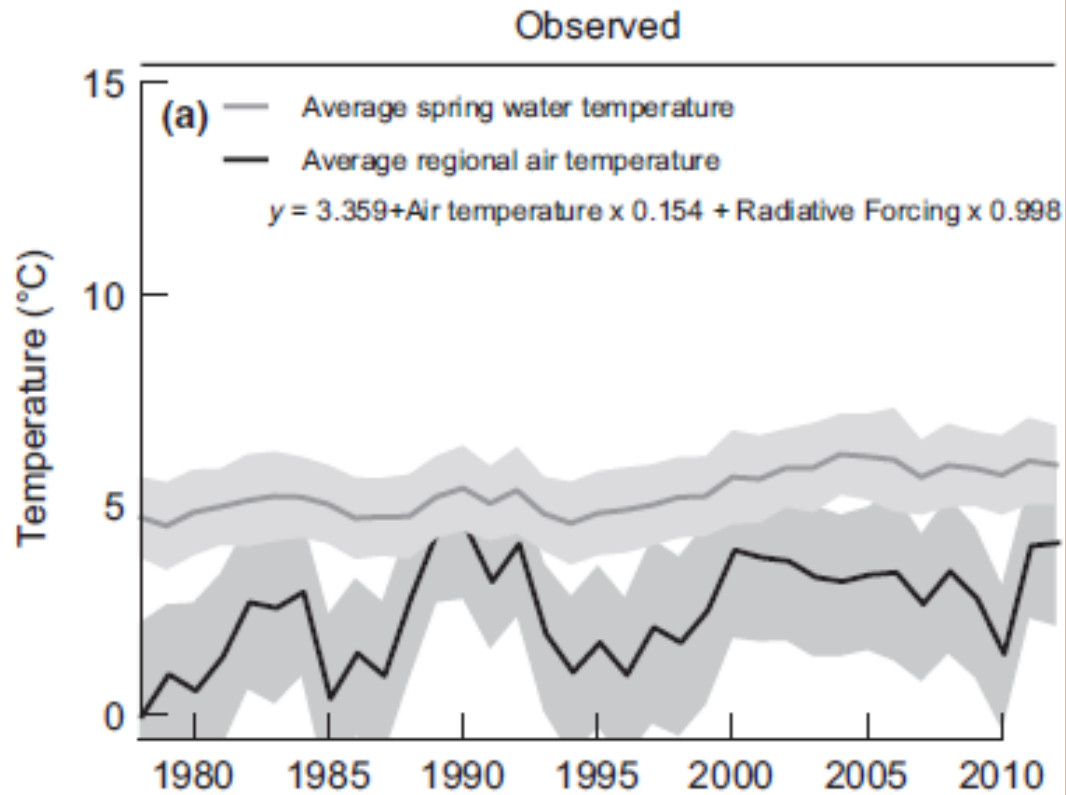 Observed
15
(a)
Average spring water temperature
Average regional air temperature
y = 3.359+Air temperature x 0.154 + Radiative Forcing x 0.998
10
Temperature (°C)
5
0
1980 1985 1990 1995 2000 2005 2010